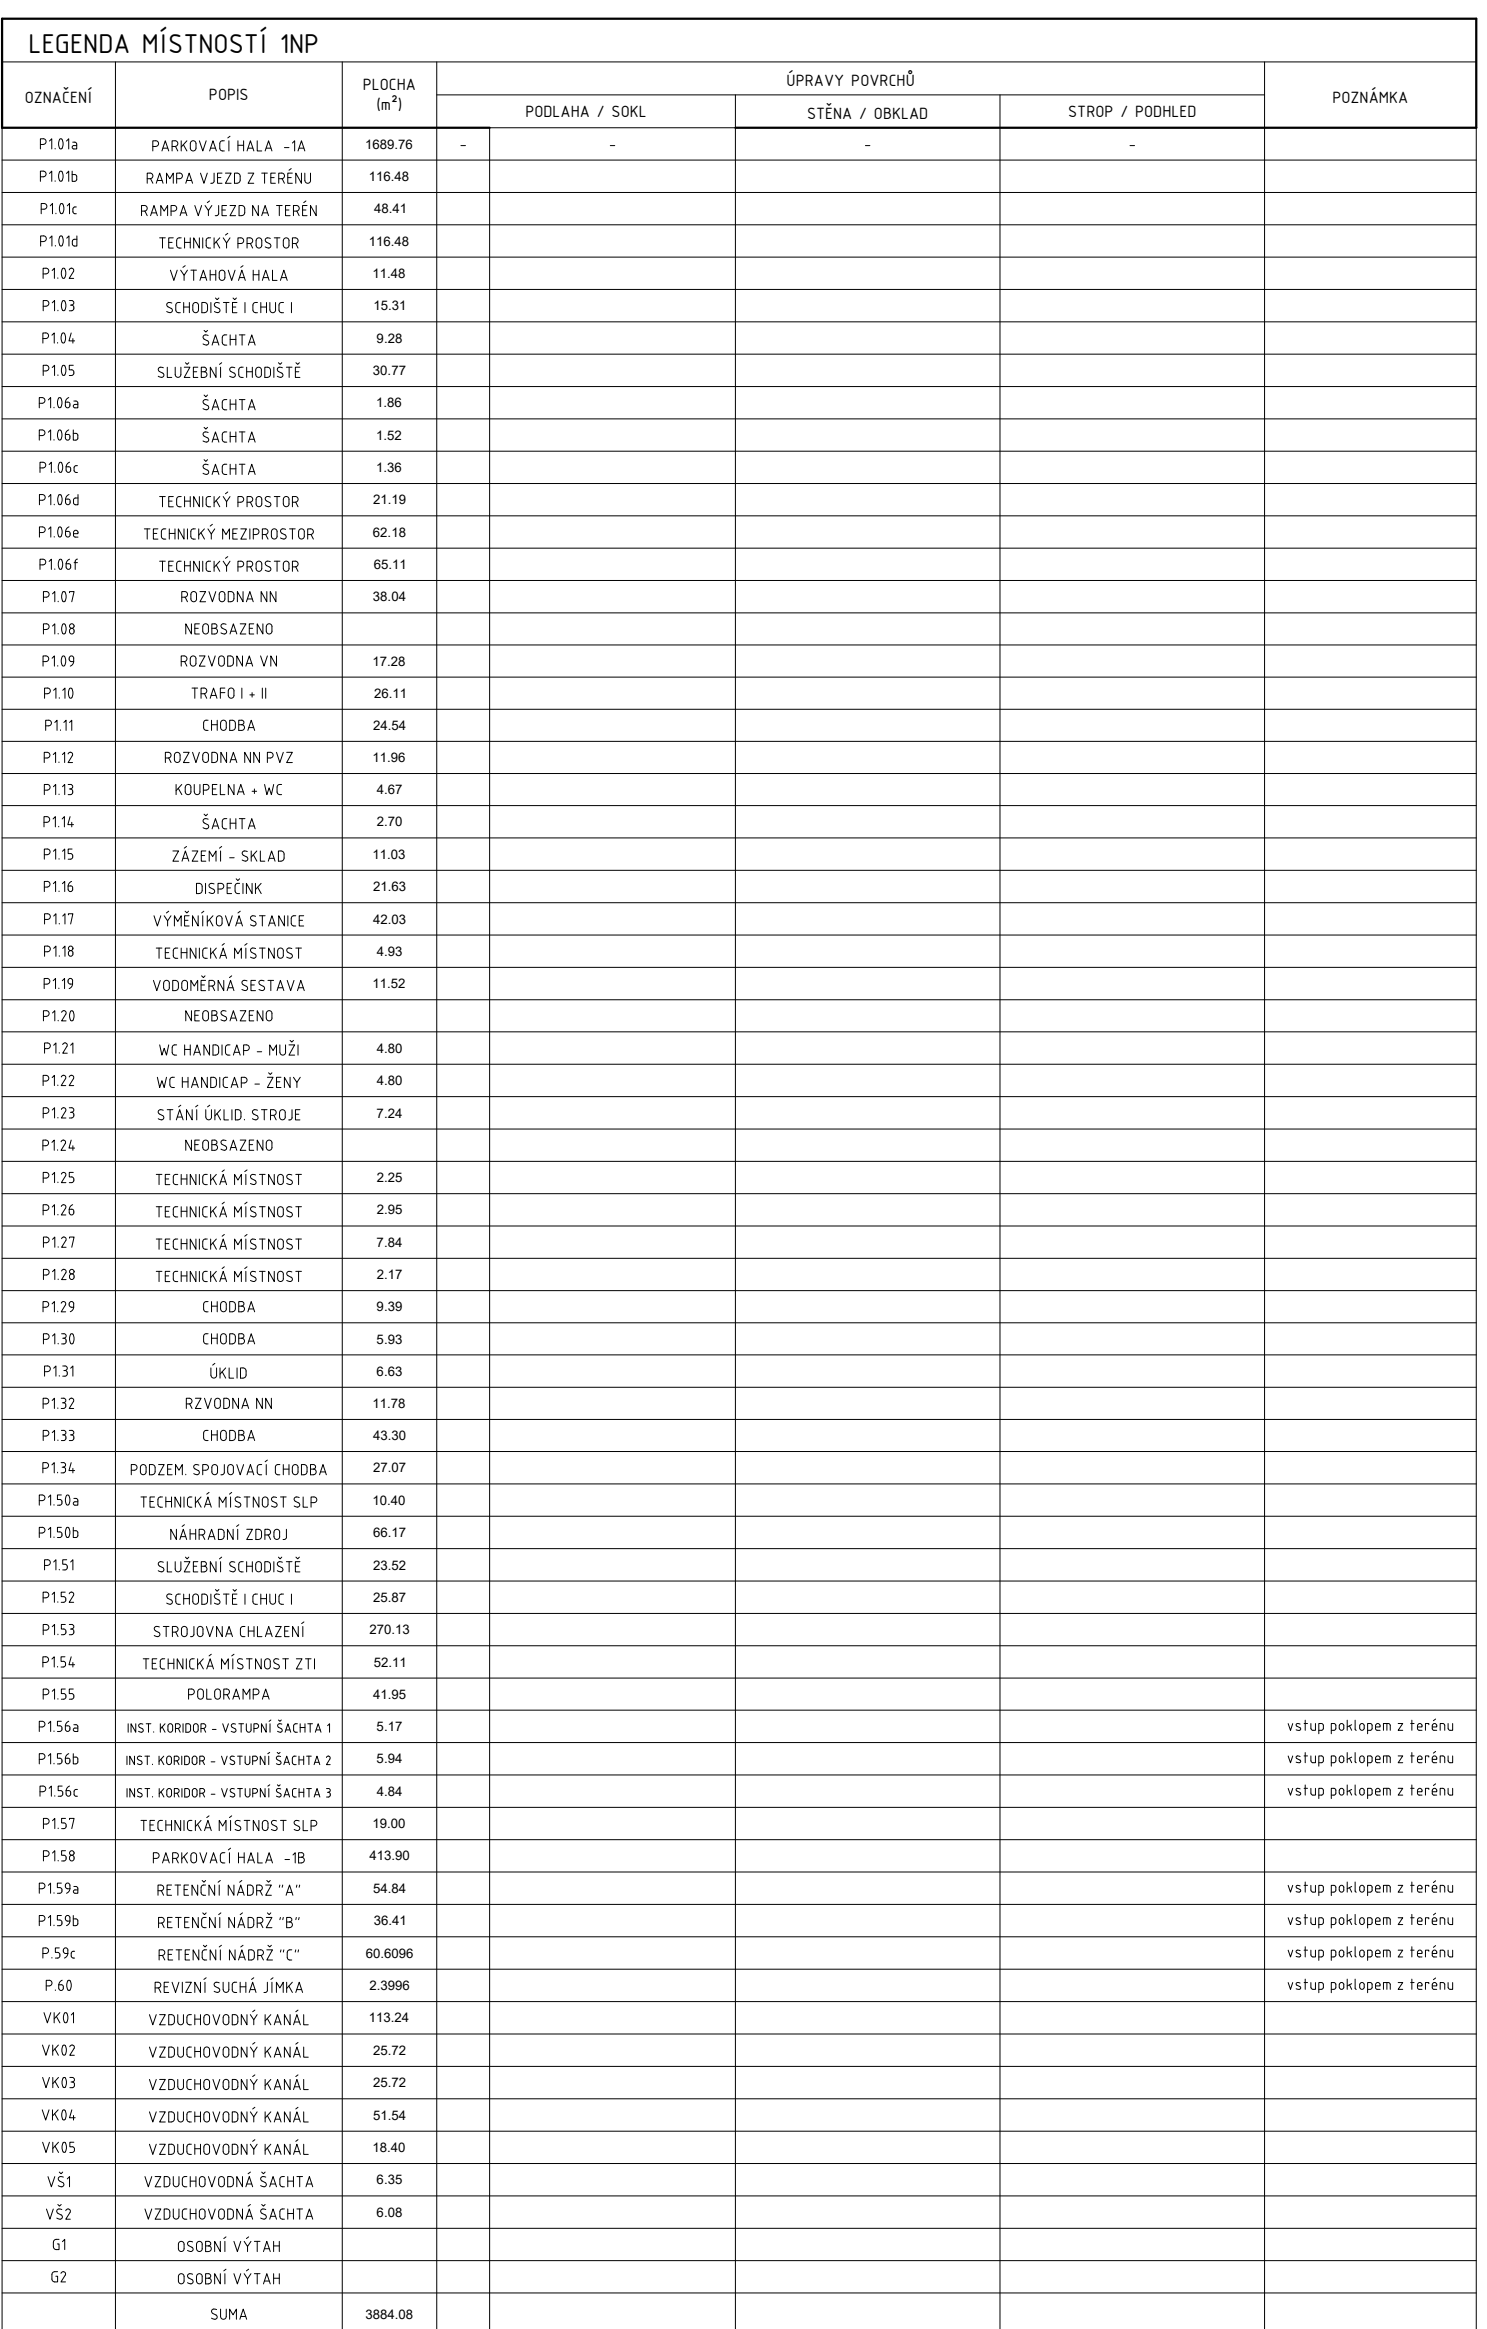 LEGENDA MÍSTNOSTÍ 1NP
OZNAČENÍ POPIS PLOCHA (m²) ÚPRAVY POVRCHŮ POZNÁMKA
PODLAHA / SOKL STĚNA / OBKLAD STROP / PODHLED
P1.01a PARKOVACÍ HALA -1A 1689.76 - - - -
P1.01b RAMPA VJEZD Z TERÉNU 116.48
P1.01c RAMPA VÝJEZD NA TERÉN 48.41
P1.01d TECHNICKÝ PROSTOR 116.48
P1.02 VÝTAHOVÁ HALA 11.48
P1.03 SCHODIŠTĚ I CHUC I 15.31
P1.04 ŠACHTA 9.28
P1.05 SLUŽEBNÍ SCHODIŠTĚ 30.77
P1.06a ŠACHTA 1.86
P1.06b ŠACHTA 1.52
P1.06c ŠACHTA 1.36
P1.06d TECHNICKÝ PROSTOR 21.19
P1.06e TECHNICKÝ MEZIPROSTOR 62.18
P1.06f TECHNICKÝ PROSTOR 65.11
P1.07 ROZVODNA NN 38.04
P1.08 NEOBSAZENO
P1.09 ROZVODNA VN 17.28
P1.10 TRAFO I + II 26.11
P1.11 CHODBA 24.54
P1.12 ROZVODNA NN PVZ 11.96
P1.13 KOUPELNA + WC 4.67
P1.14 ŠACHTA 2.70
P1.15 ZÁZEMÍ - SKLAD 11.03
P1.16 DISPEČINK 21.63
P1.17 VÝMĚNÍKOVÁ STANICE 42.03
P1.18 TECHNICKÁ MÍSTNOST 4.93
P1.19 VODOMĚRNÁ SESTAVA 11.52
P1.20 NEOBSAZENO
P1.21 WC HANDICAP - MUŽI 4.80
P1.22 WC HANDICAP - ŽENY 4.80
P1.23 STÁNÍ ÚKLID. STROJE 7.24
P1.24 NEOBSAZENO
P1.25 TECHNICKÁ MÍSTNOST 2.25
P1.26 TECHNICKÁ MÍSTNOST 2.95
P1.27 TECHNICKÁ MÍSTNOST 7.84
P1.28 TECHNICKÁ MÍSTNOST 2.17
P1.29 CHODBA 9.39
P1.30 CHODBA 5.93
P1.31 ÚKLID 6.63
P1.32 RZVODNA NN 11.78
P1.33 CHODBA 43.30
P1.34 PODZEM. SPOJOVACÍ CHODBA 27.07
P1.50a TECHNICKÁ MÍSTNOST SLP 10.40
P1.50b NÁHRADNÍ ZDROJ 66.17
P1.51 SLUŽEBNÍ SCHODIŠTĚ 23.52
P1.52 SCHODIŠTĚ I CHUC I 25.87
P1.53 STROJOVNA CHLAZENÍ 270.13
P1.54 TECHNICKÁ MÍSTNOST ZTI 52.11
P1.55 POLORAMPA 41.95
P1.56a INST. KORIDOR - VSTUPNÍ ŠACHTA 1 5.17 vstup poklopem z terénu
P1.56b INST. KORIDOR - VSTUPNÍ ŠACHTA 2 5.94 vstup poklopem z terénu
P1.56c INST. KORIDOR - VSTUPNÍ ŠACHTA 3 4.84 vstup poklopem z terénu
P1.57 TECHNICKÁ MÍSTNOST SLP 19.00
P1.58 PARKOVACÍ HALA -1B 413.90
P1.59a RETENČNÍ NÁDRŽ "A" 54.84 vstup poklopem z terénu
P1.59b RETENČNÍ NÁDRŽ "B" 36.41 vstup poklopem z terénu
P.59c RETENČNÍ NÁDRŽ "C" 60.6096 vstup poklopem z terénu
P.60 REVIZNÍ SUCHÁ JÍMKA 2.3996 vstup poklopem z terénu
VK01 VZDUCHOVODNÝ KANÁL 113.24
VK02 VZDUCHOVODNÝ KANÁL 25.72
VK03 VZDUCHOVODNÝ KANÁL 25.72
VK04 VZDUCHOVODNÝ KANÁL 51.54
VK05 VZDUCHOVODNÝ KANÁL 18.40
VŠ1 VZDUCHOVODNÁ ŠACHTA 6.35
VŠ2 VZDUCHOVODNÁ ŠACHTA 6.08
G1 OSOBNÍ VÝTAH
G2 OSOBNÍ VÝTAH
SUMA 3884.08